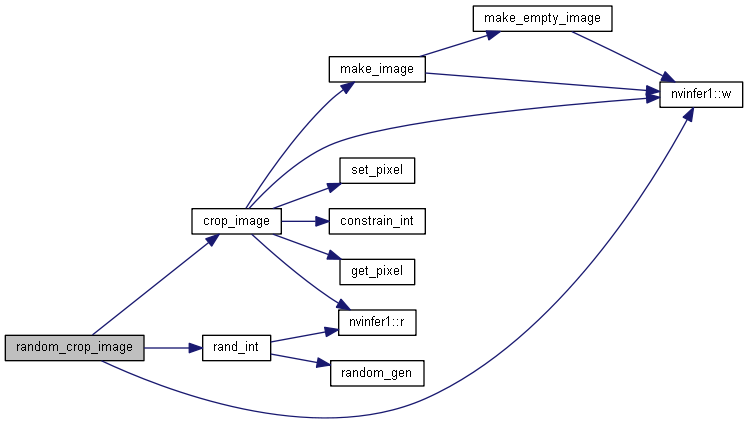 make_empty_image
make_image
nvinfer1::w
set_pixel
crop_image
constrain_int
get_pixel
nvinfer1::r
random_crop_image
rand_int
random_gen